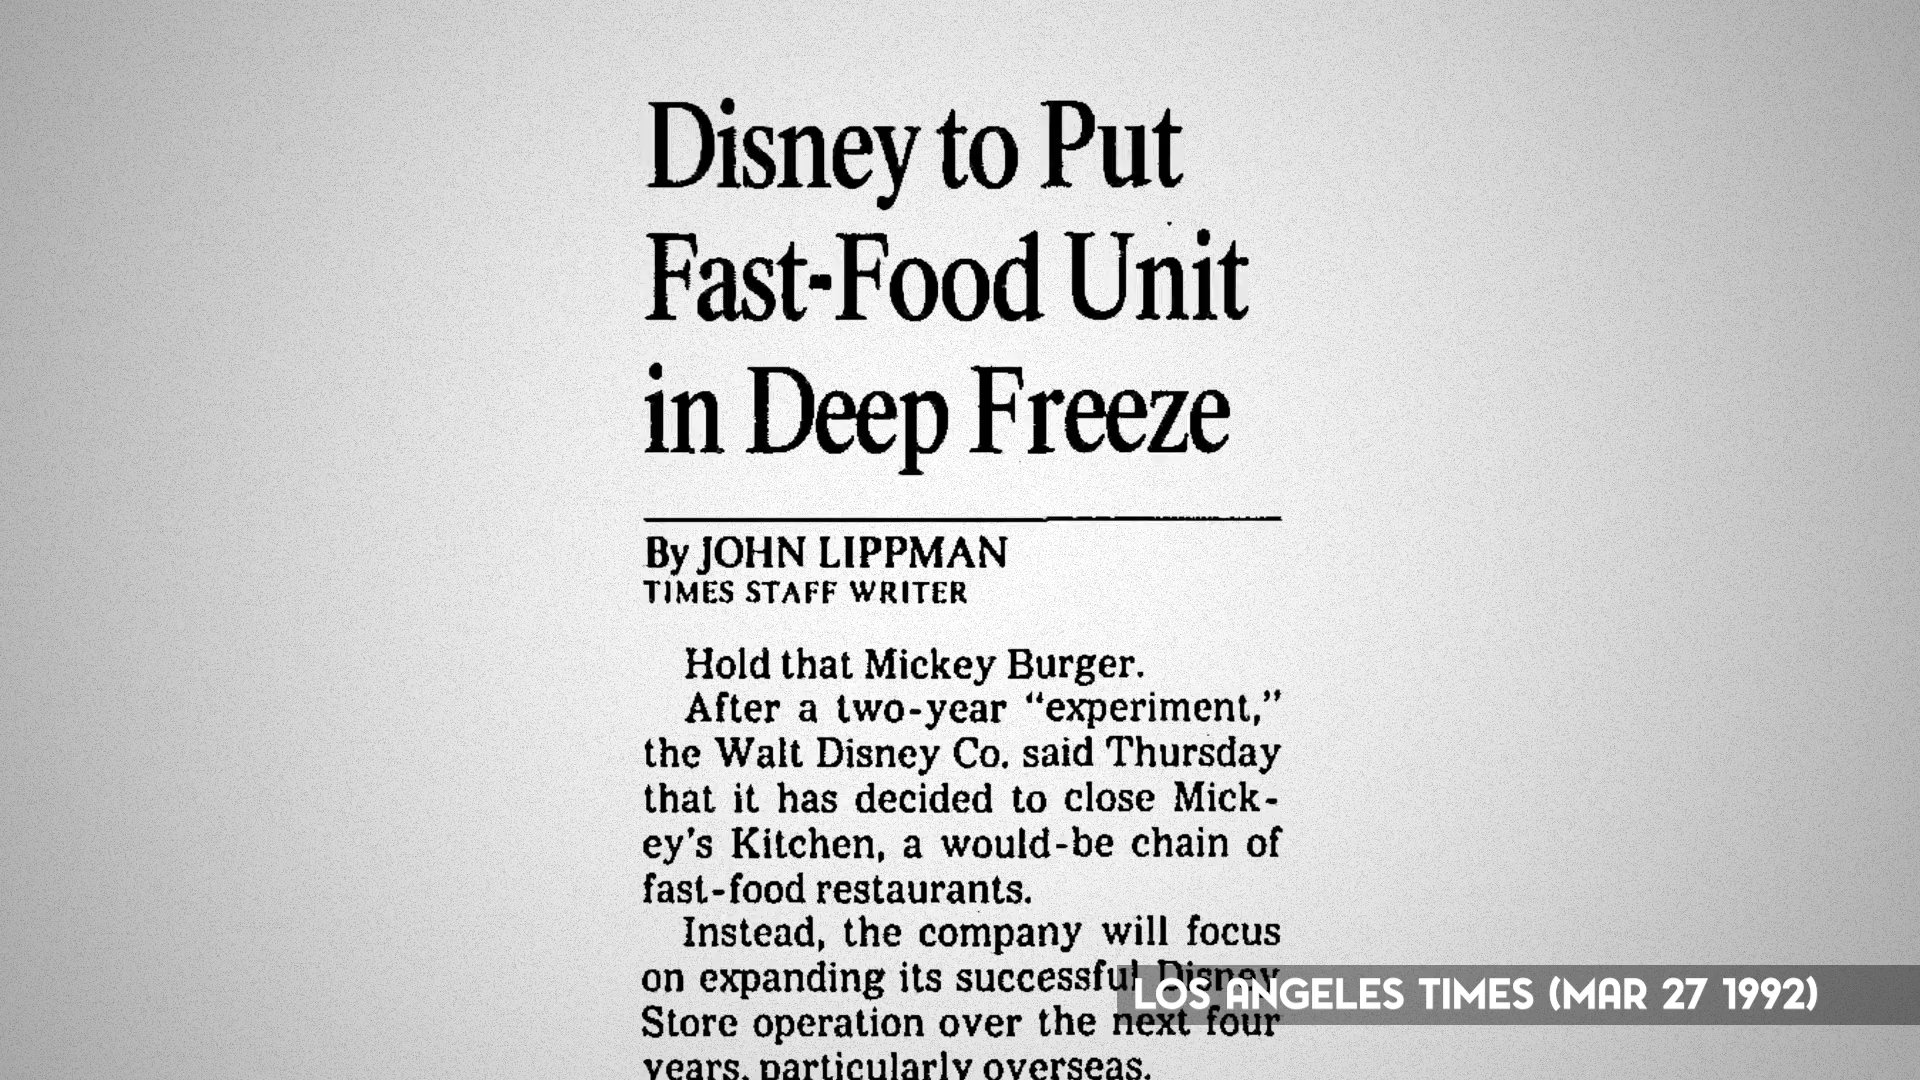 Disney to Put
Fast-Food Unit
in Deep Freeze
By JOHN LIPPMAN
TIMES STAFF WRITER
Hold that Mickey Burger.
After a two-year “experiment,”
the Walt Disney Co. said Thursday
that it has decided to close Mick-
ey's Kitchen, a would-be chain of
fast-food restaurants.
Instead, the company will focus
on expanding its successful Disney
Store operation over the next four
years, particularly overseas.
LOS ANGELES TIMES (MAR 27 1992)